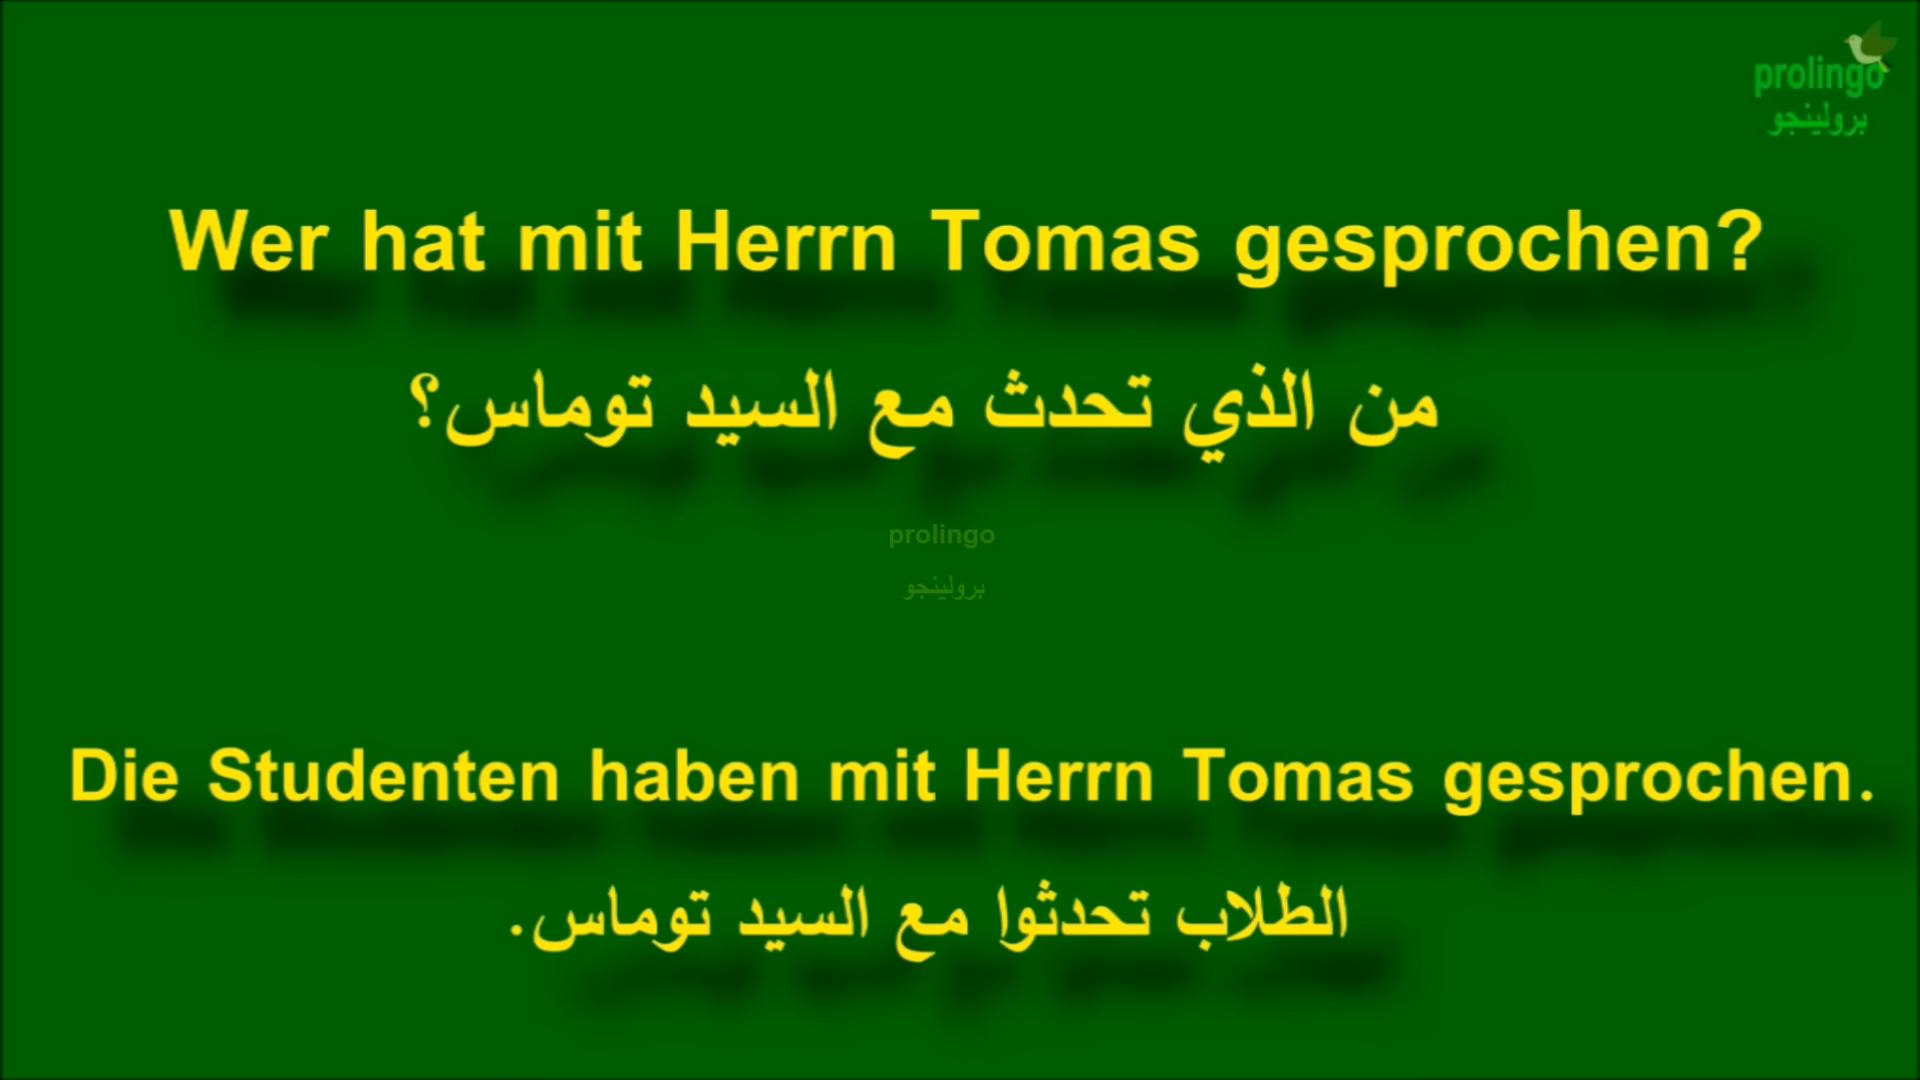 prolingo
برولينجو
Wer hat mit Herrn Tomas gesprochen?
من الذي تحدث مع السيد توماس؟
prolingo
برولينجو
Die Studenten haben mit Herrn Tomas gesprochen.
الطلاب تحدثوا مع السيد توماس.